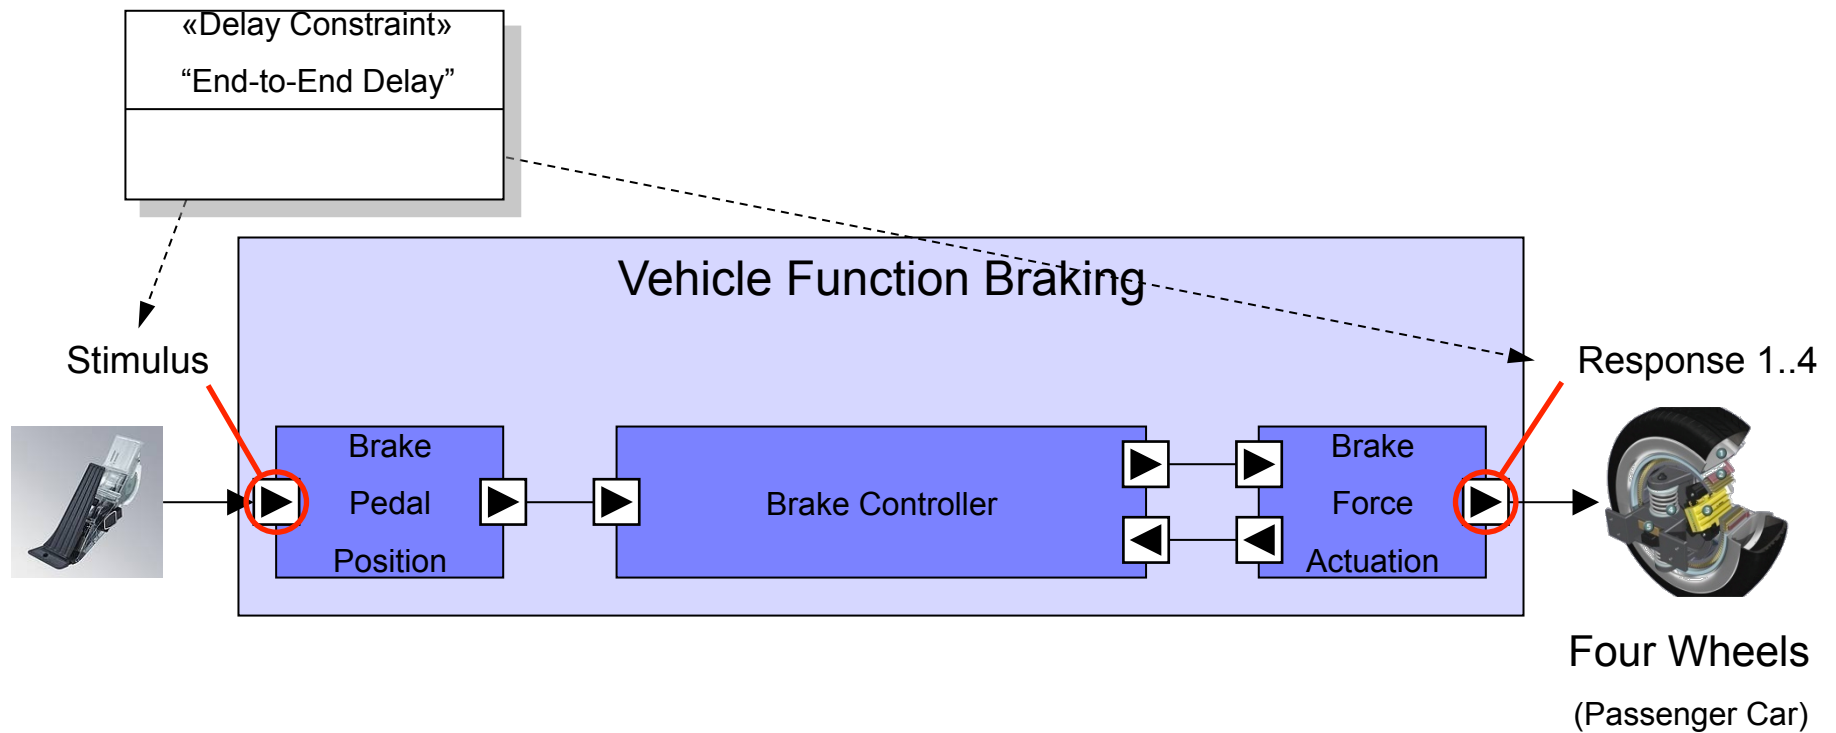 «Delay Constraint»
“End-to-End Delay”
Vehicle Function Braking
Stimulus
Response 1..4
Brake
Pedal
Position
Brake Controller
Brake
Force
Actuation
Four Wheels
(Passenger Car)